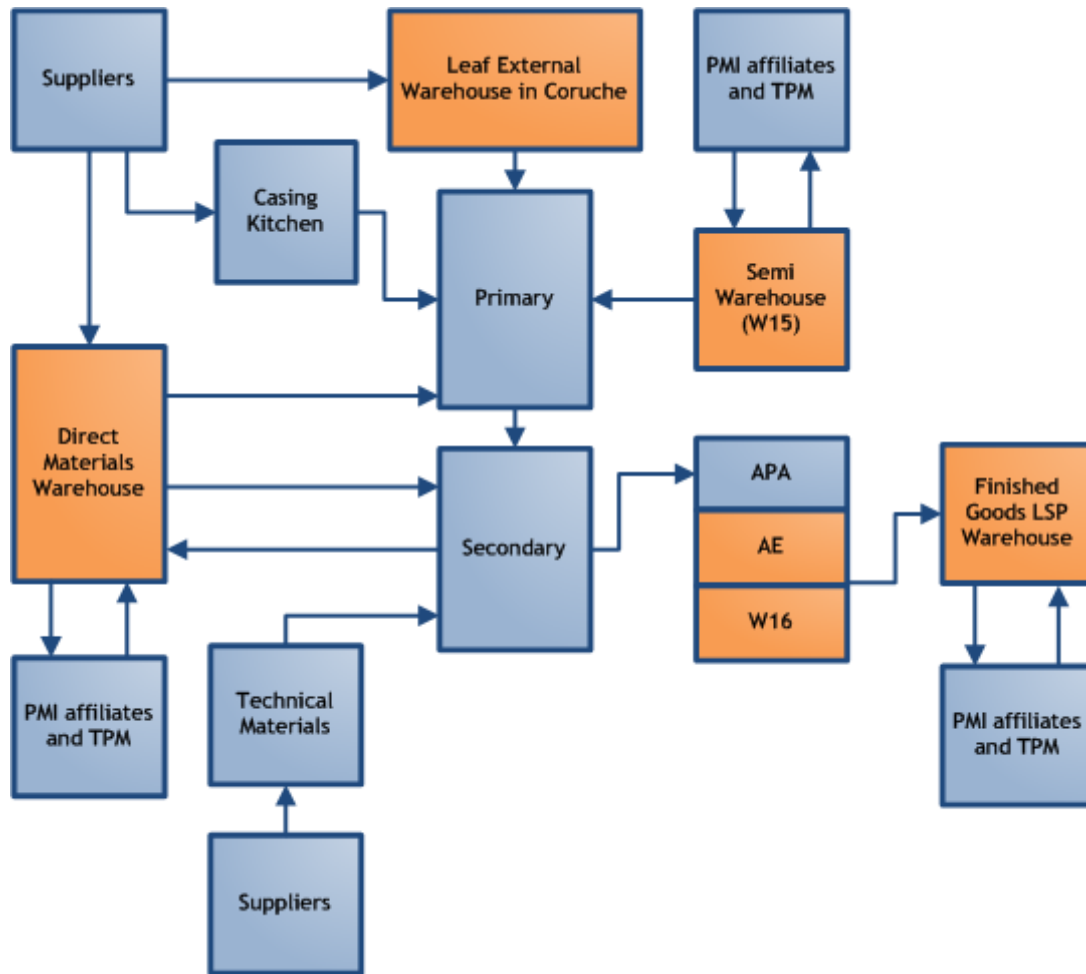 Suppliers
Leaf External
Warehouse in Coruche
PMI affiliates
and TPM
Casing
Kitchen
Primary
Semi
Warehouse
(W15)
Direct
Materials
Warehouse
Secondary
APA
AE
W16
Finished
Goods LSP
Warehouse
PMI affiliates
and TPM
Technical
Materials
PMI affiliates
and TPM
Suppliers